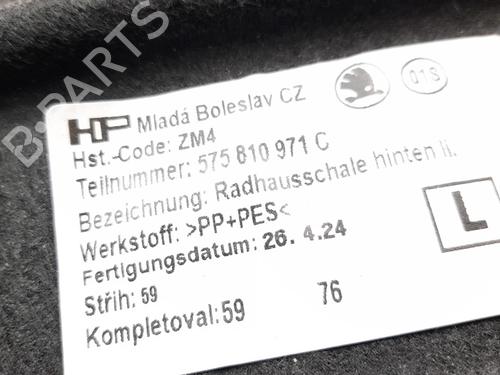 B-PARTS
HP Mladá Boleslav CZ
01S
Hst.-Code: ZM4
Teilnummer: 575 810 971 C
Bezeichnung: Radhausschale hinten li.
Werkstoff: >PP+PES<
L
Fertigungsdatum: 26. 4.24
Střih: 59
Kompletoval: 59 76